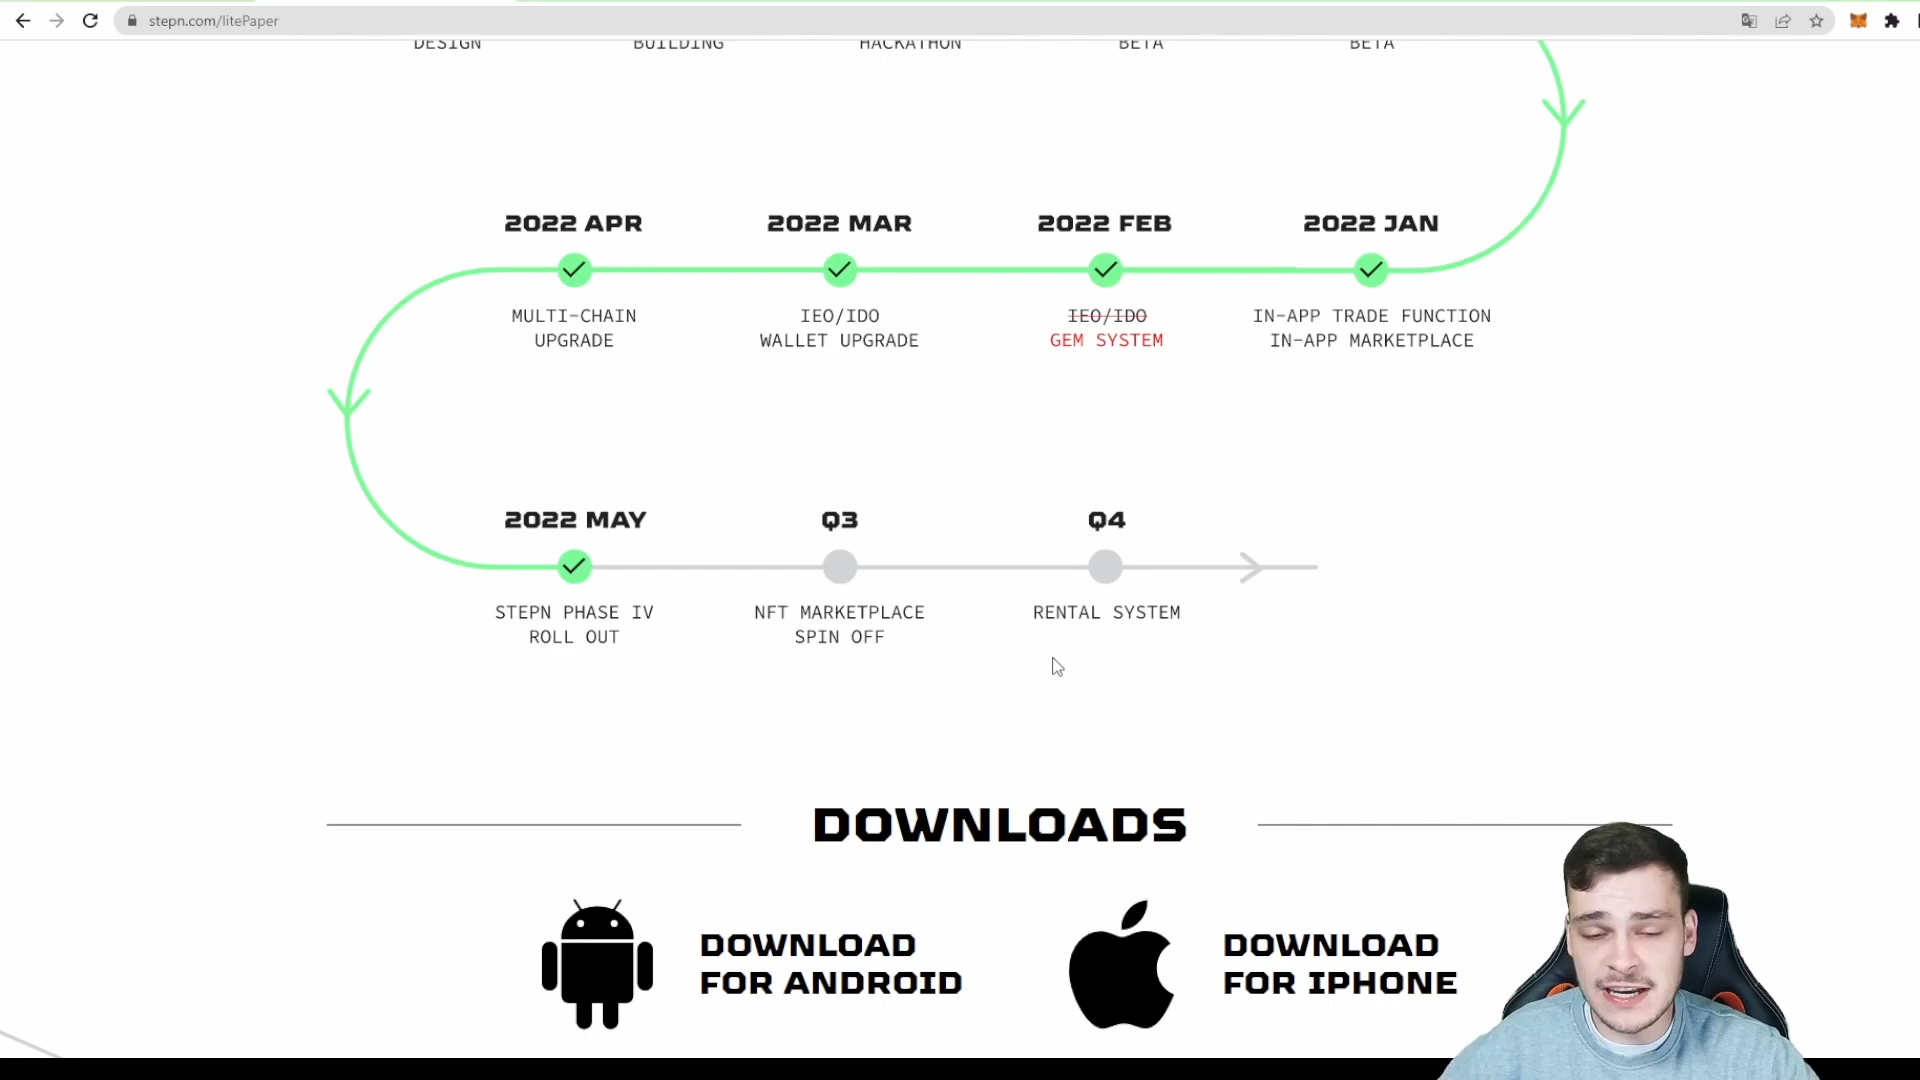 stepn.com/litePaper
DESIGN BUILDING HACKATHON BETA BETA
2022 APR 2022 MAR 2022 FEB 2022 JAN
MULTI-CHAIN IEO/IDO IEO/IDO IN-APP TRADE FUNCTION
UPGRADE WALLET UPGRADE GEM SYSTEM IN-APP MARKETPLACE
2022 MAY Q3 Q4
STEPN PHASE IV NFT MARKETPLACE RENTAL SYSTEM
ROLL OUT SPIN OFF
DOWNLOADS
DOWNLOAD DOWNLOAD
FOR ANDROID FOR IPHONE